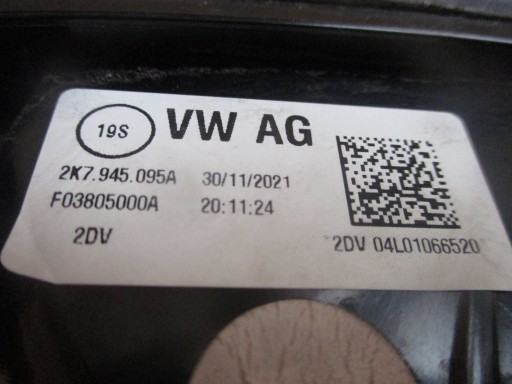 19S VW AG
2K7.945.095A 30/11/2021
F03805000A 20:11:24
2DV 2DV 04L01066520